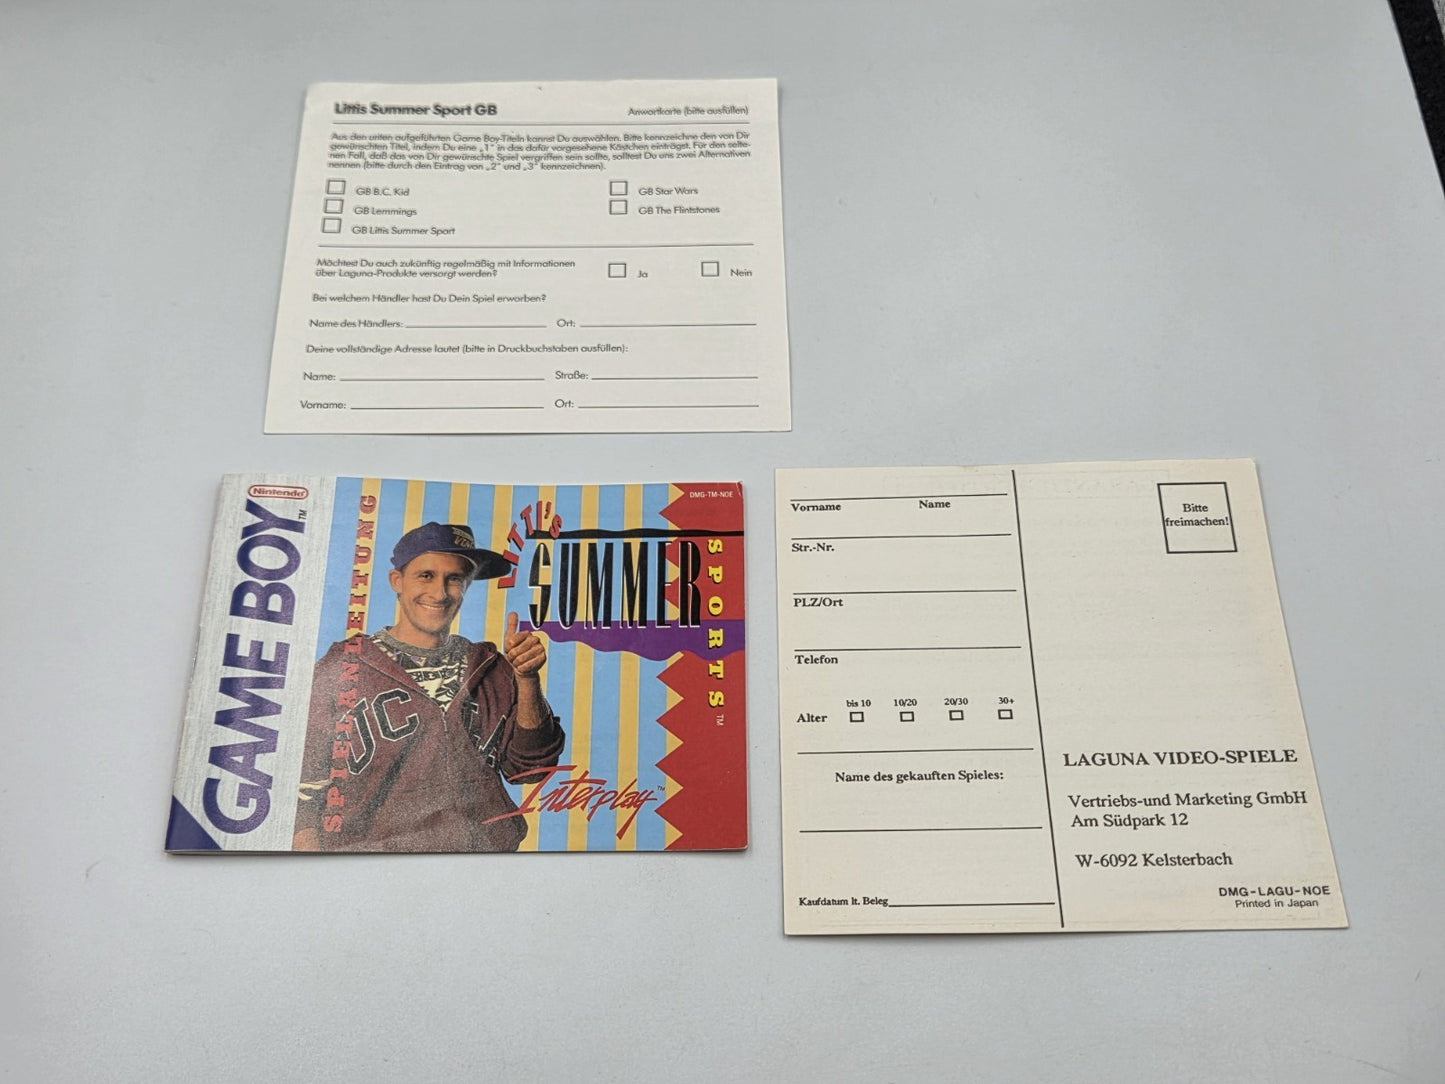 Littis Summer Sport GB
Anwortkarte (bitte ausfüllen)
Aus den unten aufgeführten Game Boy-Titeln kannst Du auswählen. Bitte kennzeichne den von Dir
gewünschten Titel, indem Du eine „1" in das dafür vorgesehene Kästchen einträgst. Für den selte-
nen Fall, daß das von Dir gewünschte Spiel vergriffen sein sollte, solltest Du uns zwei Alternativen
nennen (bitte durch den Eintrag von „2" und „3" kennzeichnen).
GB B.C. Kid
GB Star Wars
GB Lemmings
GB The Flintstones
GB Littis Summer Sport
Möchtest Du auch zukünftig regelmäßig mit Informationen
über Laguna-Produkte versorgt werden?
Ja
Nein
Bei welchem Händler hast Du Dein Spiel erworben?
Name des Händlers:
Ort:
Deine vollständige Adresse lautet (bitte in Druckbuchstaben ausfüllen):
Name:
Straße:
Vorname:
Ort:
Nintendo
GAME BOY™
SPIELANLEITUNG
DMG-TM-NOE
LITTI'S
SUMMER
SPORTS™
JC
Interplay™
Vorname
Name
Str.-Nr.
PLZ/Ort
Telefon
Alter
bis 10
10/20
20/30
30+
Name des gekauften Spieles:
Kaufdatum lt. Beleg
Bitte
freimachen!
LAGUNA VIDEO-SPIELE
Vertriebs-und Marketing GmbH
Am Südpark 12
W-6092 Kelsterbach
DMG-LAGU-NOE
Printed in Japan